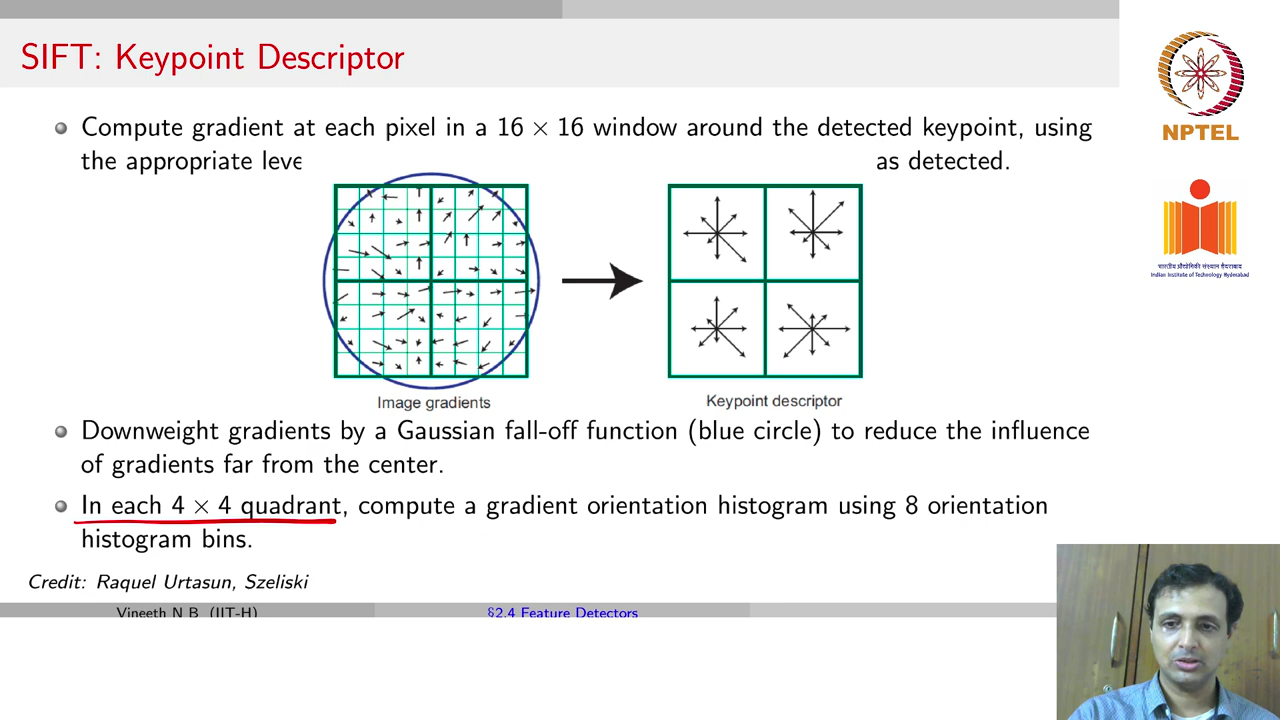 SIFT: Keypoint Descriptor
Compute gradient at each pixel in a 16 × 16 window around the detected keypoint, using
the appropriate leve as detected.
Image gradients
Keypoint descriptor
Downweight gradients by a Gaussian fall-off function (blue circle) to reduce the influence
of gradients far from the center.
In each 4 × 4 quadrant, compute a gradient orientation histogram using 8 orientation
histogram bins.
Credit: Raquel Urtasun, Szeliski
Vineeth N B (IIT-H)
§2.4 Feature Detectors
NPTEL
भारतीय प्रौद्योगिकी संस्थान हैदराबाद
Indian Institute of Technology Hyderabad